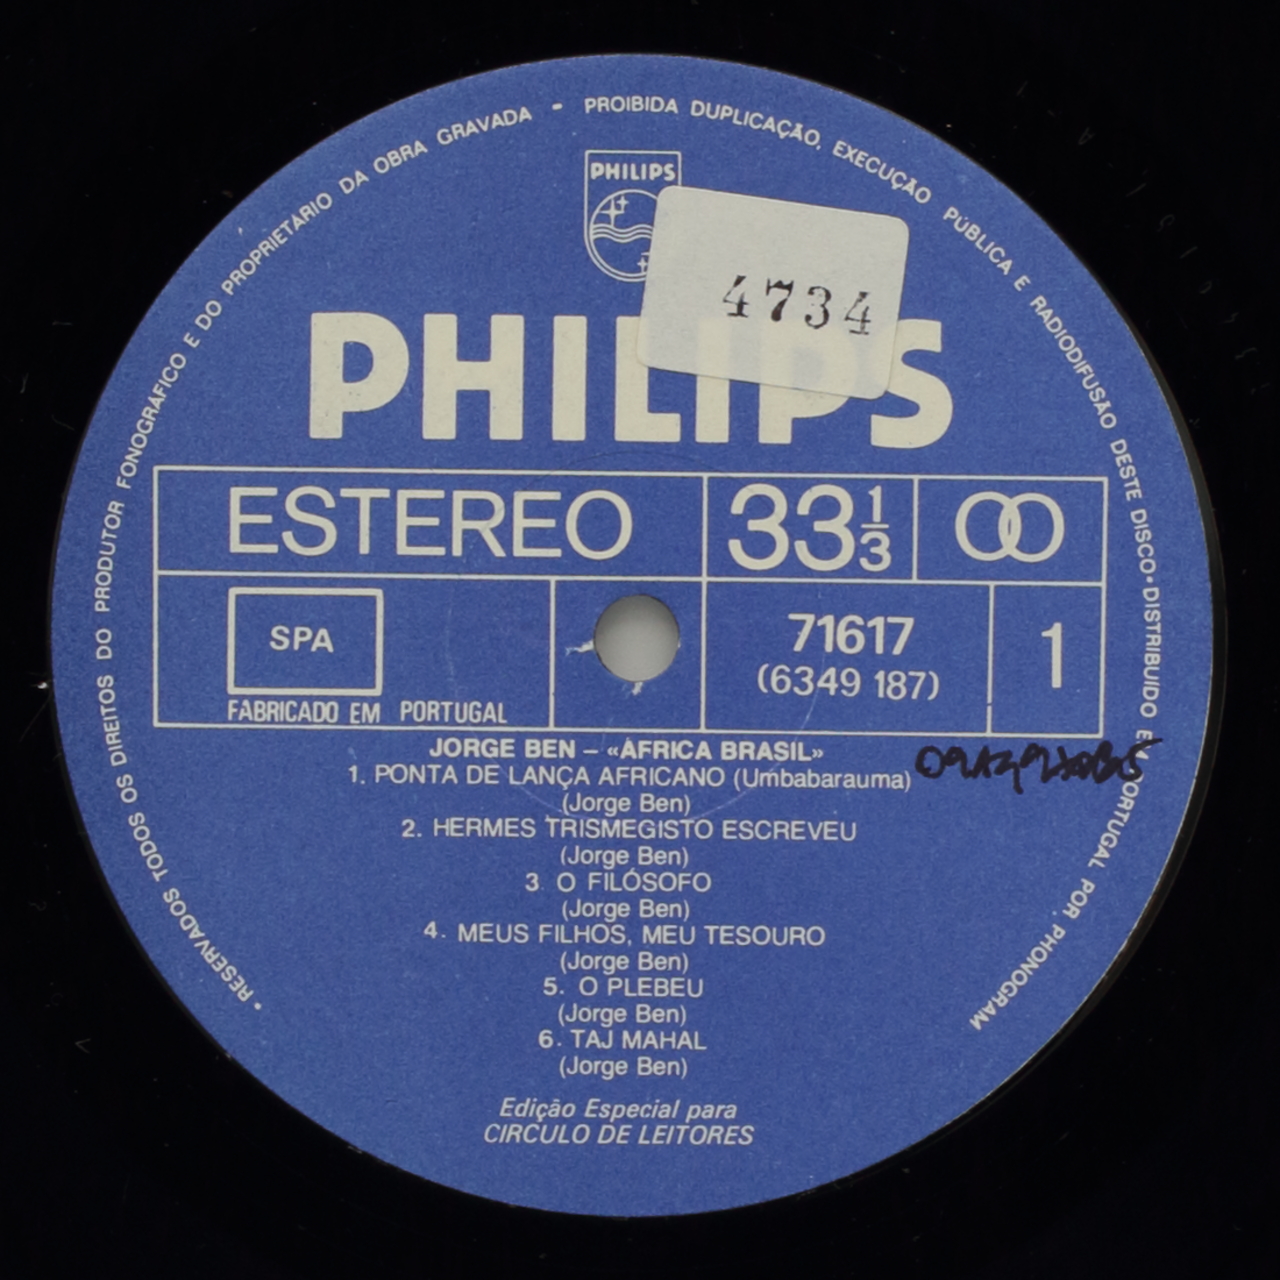 • RESERVADOS TODOS OS DIREITOS DO PRODUTOR FONOGRÁFICO E DO PROPRIETÁRIO DA OBRA GRAVADA - PROIBIDA DUPLICAÇÃO, EXECUÇÃO PÚBLICA E RADIODIFUSÃO DESTE DISCO • DISTRIBUIDO E PORTUGAL POR PHONOGRAM
PHILIPS
4734
PHILIPS
ESTEREO 33 1/3
SPA 71617 1
(6349 187)
FABRICADO EM PORTUGAL
JORGE BEN – «ÁFRICA BRASIL»
1. PONTA DE LANÇA AFRICANO (Umbabarauma)
(Jorge Ben)
2. HERMES TRISMEGISTO ESCREVEU
(Jorge Ben)
3. O FILÓSOFO
(Jorge Ben)
4. MEUS FILHOS, MEU TESOURO
(Jorge Ben)
5. O PLEBEU
(Jorge Ben)
6. TAJ MAHAL
(Jorge Ben)
Edição Especial para
CIRCULO DE LEITORES